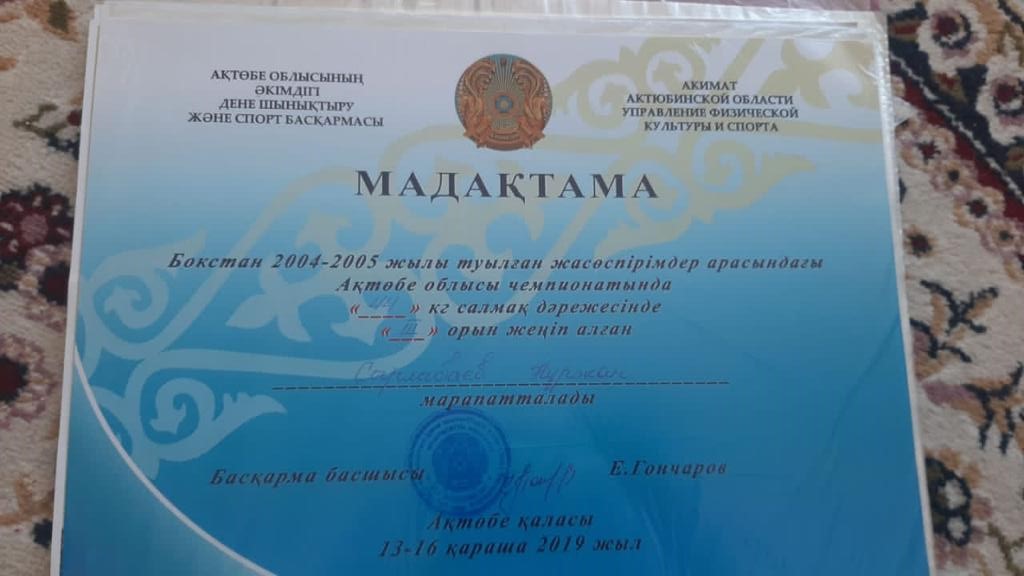 АҚТӨБЕ ОБЛЫСЫНЫҢ
ӘКІМДІГІ
ДЕНЕ ШЫНЫҚТЫРУ
ЖӘНЕ СПОРТ БАСҚАРМАСЫ
АКИМАТ
АКТЮБИНСКОЙ ОБЛАСТИ
УПРАВЛЕНИЕ ФИЗИЧЕСКОЙ
КУЛЬТУРЫ И СПОРТА
МАДАҚТАМА
Бокстан 2004-2005 жылы туылған жасөспірімдер арасындағы
Ақтөбе облысы чемпионатында
«44» кг салмақ дәрежесінде
«III» орын жеңіп алған
Нуржан
марапатталады
Басқарма басшысы Е.Гончаров
Ақтөбе қаласы
13-16 қараша 2019 жыл